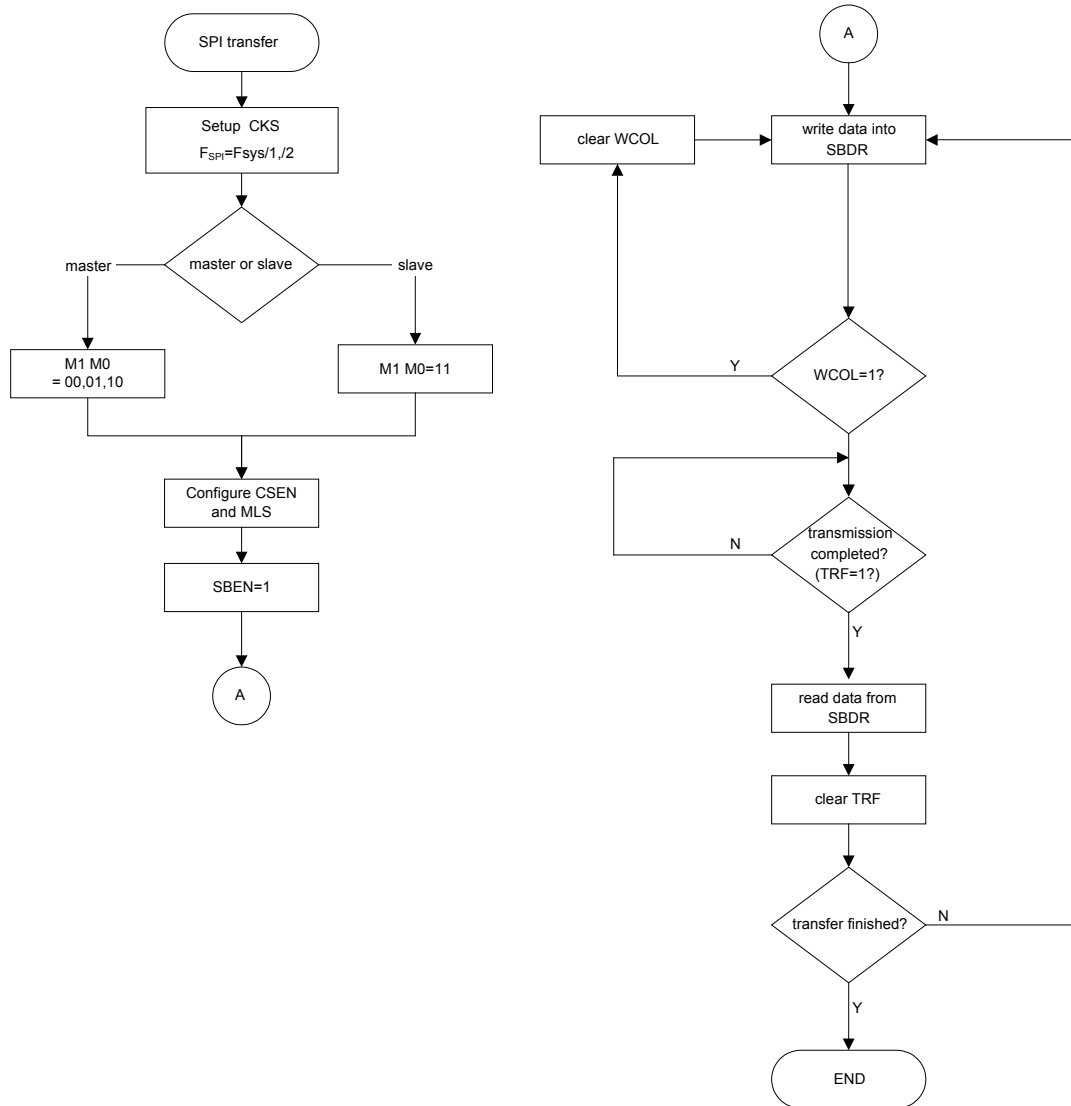 SPI transfer
Setup CKS
FSPI=Fsys/1,/2
master or slave
master
slave
M1 M0
= 00,01,10
M1 M0=11
Configure CSEN
and MLS
SBEN=1
A
A
clear WCOL
write data into
SBDR
Y
WCOL=1?
N
transmission
completed?
(TRF=1?)
Y
read data from
SBDR
clear TRF
transfer finished?
N
Y
END